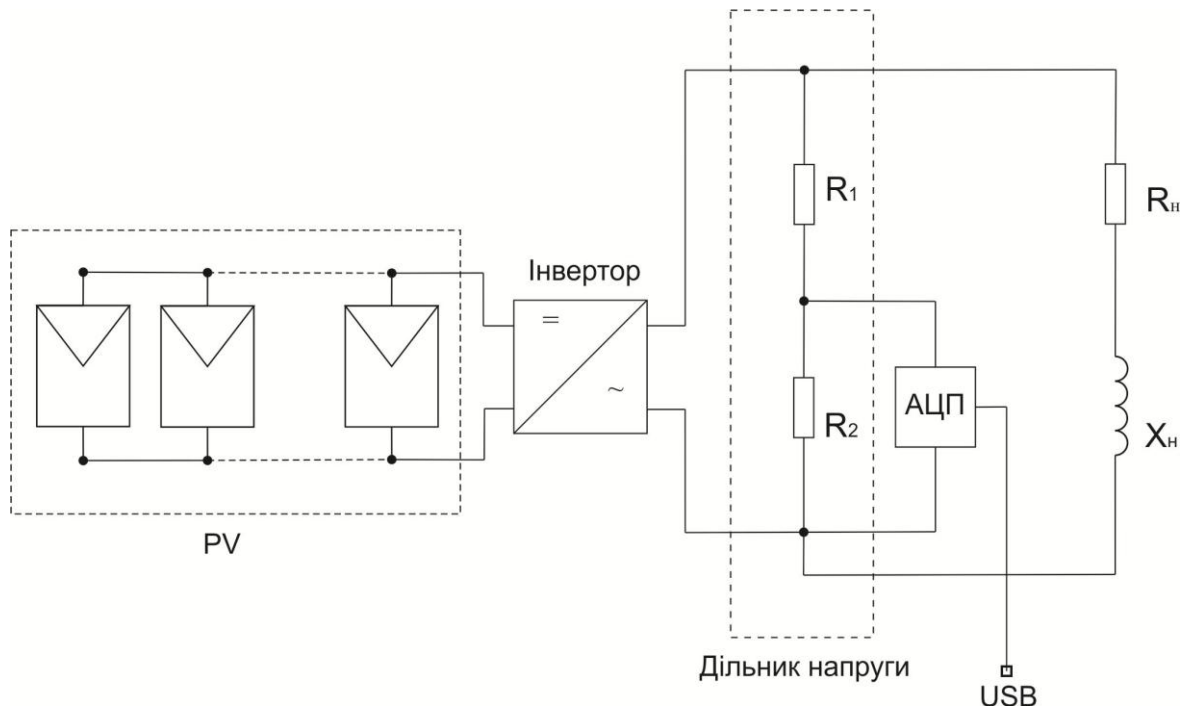 R1
Rн
Інвертор
=
~
R2
АЦП
Xн
PV
Дільник напруги
USB